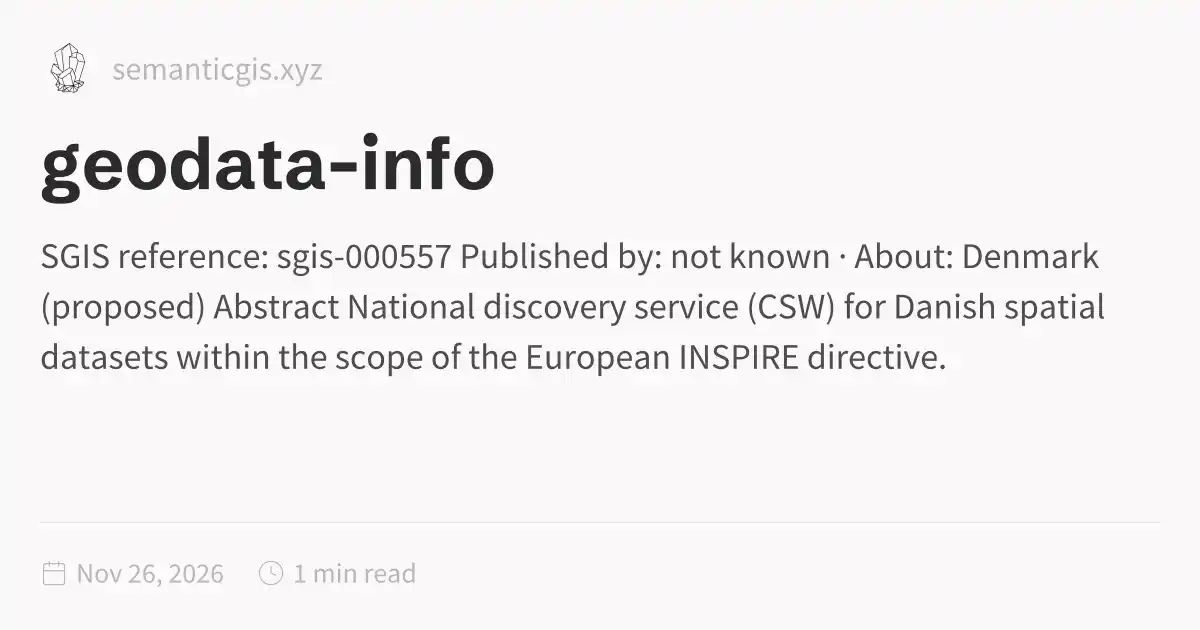 semanticgis.xyz
geodata-info
SGIS reference: sgis-000557 Published by: not known · About: Denmark
(proposed) Abstract National discovery service (CSW) for Danish spatial
datasets within the scope of the European INSPIRE directive.
Nov 26, 2026 1 min read